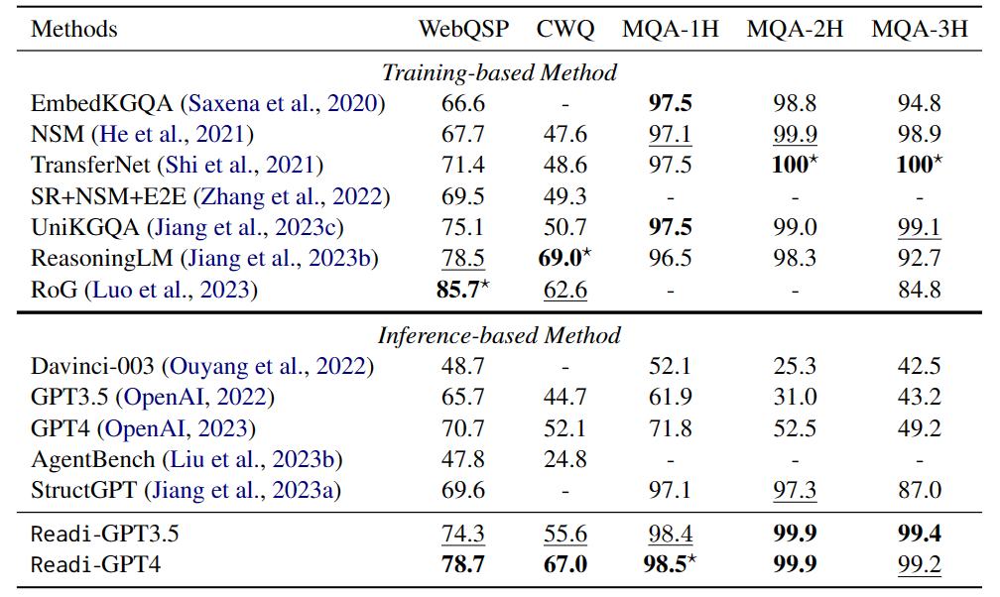 Methods WebQSP CWQ MQA-1H MQA-2H MQA-3H
Training-based Method
EmbedKGQA (Saxena et al., 2020) 66.6 - 97.5 98.8 94.8
NSM (He et al., 2021) 67.7 47.6 97.1 99.9 98.9
TransferNet (Shi et al., 2021) 71.4 48.6 97.5 100* 100*
SR+NSM+E2E (Zhang et al., 2022) 69.5 49.3 - - -
UniKGQA (Jiang et al., 2023c) 75.1 50.7 97.5 99.0 99.1
ReasoningLM (Jiang et al., 2023b) 78.5 69.0* 96.5 98.3 92.7
RoG (Luo et al., 2023) 85.7* 62.6 - - 84.8
Inference-based Method
Davinci-003 (Ouyang et al., 2022) 48.7 - 52.1 25.3 42.5
GPT3.5 (OpenAI, 2022) 65.7 44.7 61.9 31.0 43.2
GPT4 (OpenAI, 2023) 70.7 52.1 71.8 52.5 49.2
AgentBench (Liu et al., 2023b) 47.8 24.8 - - -
StructGPT (Jiang et al., 2023a) 69.6 - 97.1 97.3 87.0
Readi-GPT3.5 74.3 55.6 98.4 99.9 99.4
Readi-GPT4 78.7 67.0 98.5* 99.9 99.2